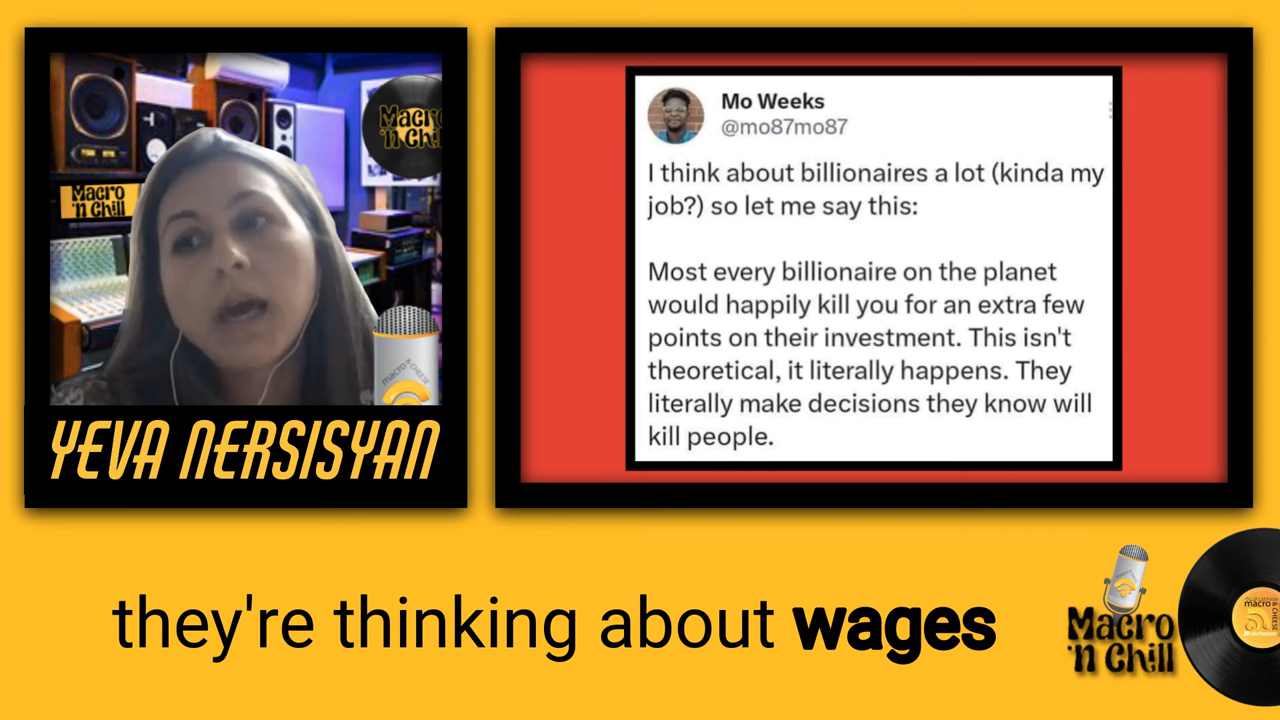 Macro
'N Chill
Macro
'N Chill
macro & CHEESE
YEVA NERSISYAN
Mo Weeks
@mo87mo87
I think about billionaires a lot (kinda my
job?) so let me say this:
Most every billionaire on the planet
would happily kill you for an extra few
points on their investment. This isn't
theoretical, it literally happens. They
literally make decisions they know will
kill people.
they're thinking about wages
Macro
'N Chill
macro
& CHEESE